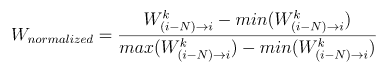 W_{normalized} = \frac{W^k_{(i-N)\to i} - min(W^k_{(i-N)\to i})}{max(W^k_{(i-N)\to i}) - min(W^k_{(i-N)\to i})}